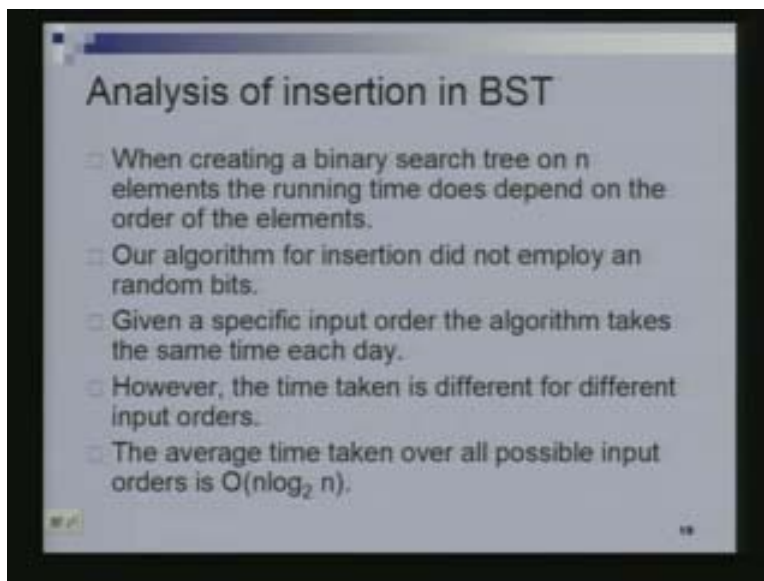 Analysis of insertion in BST
When creating a binary search tree on n
elements the running time does depend on the
order of the elements.
Our algorithm for insertion did not employ an
random bits.
Given a specific input order the algorithm takes
the same time each day.
However, the time taken is different for different
input orders.
The average time taken over all possible input
orders is O(nlog₂ n).